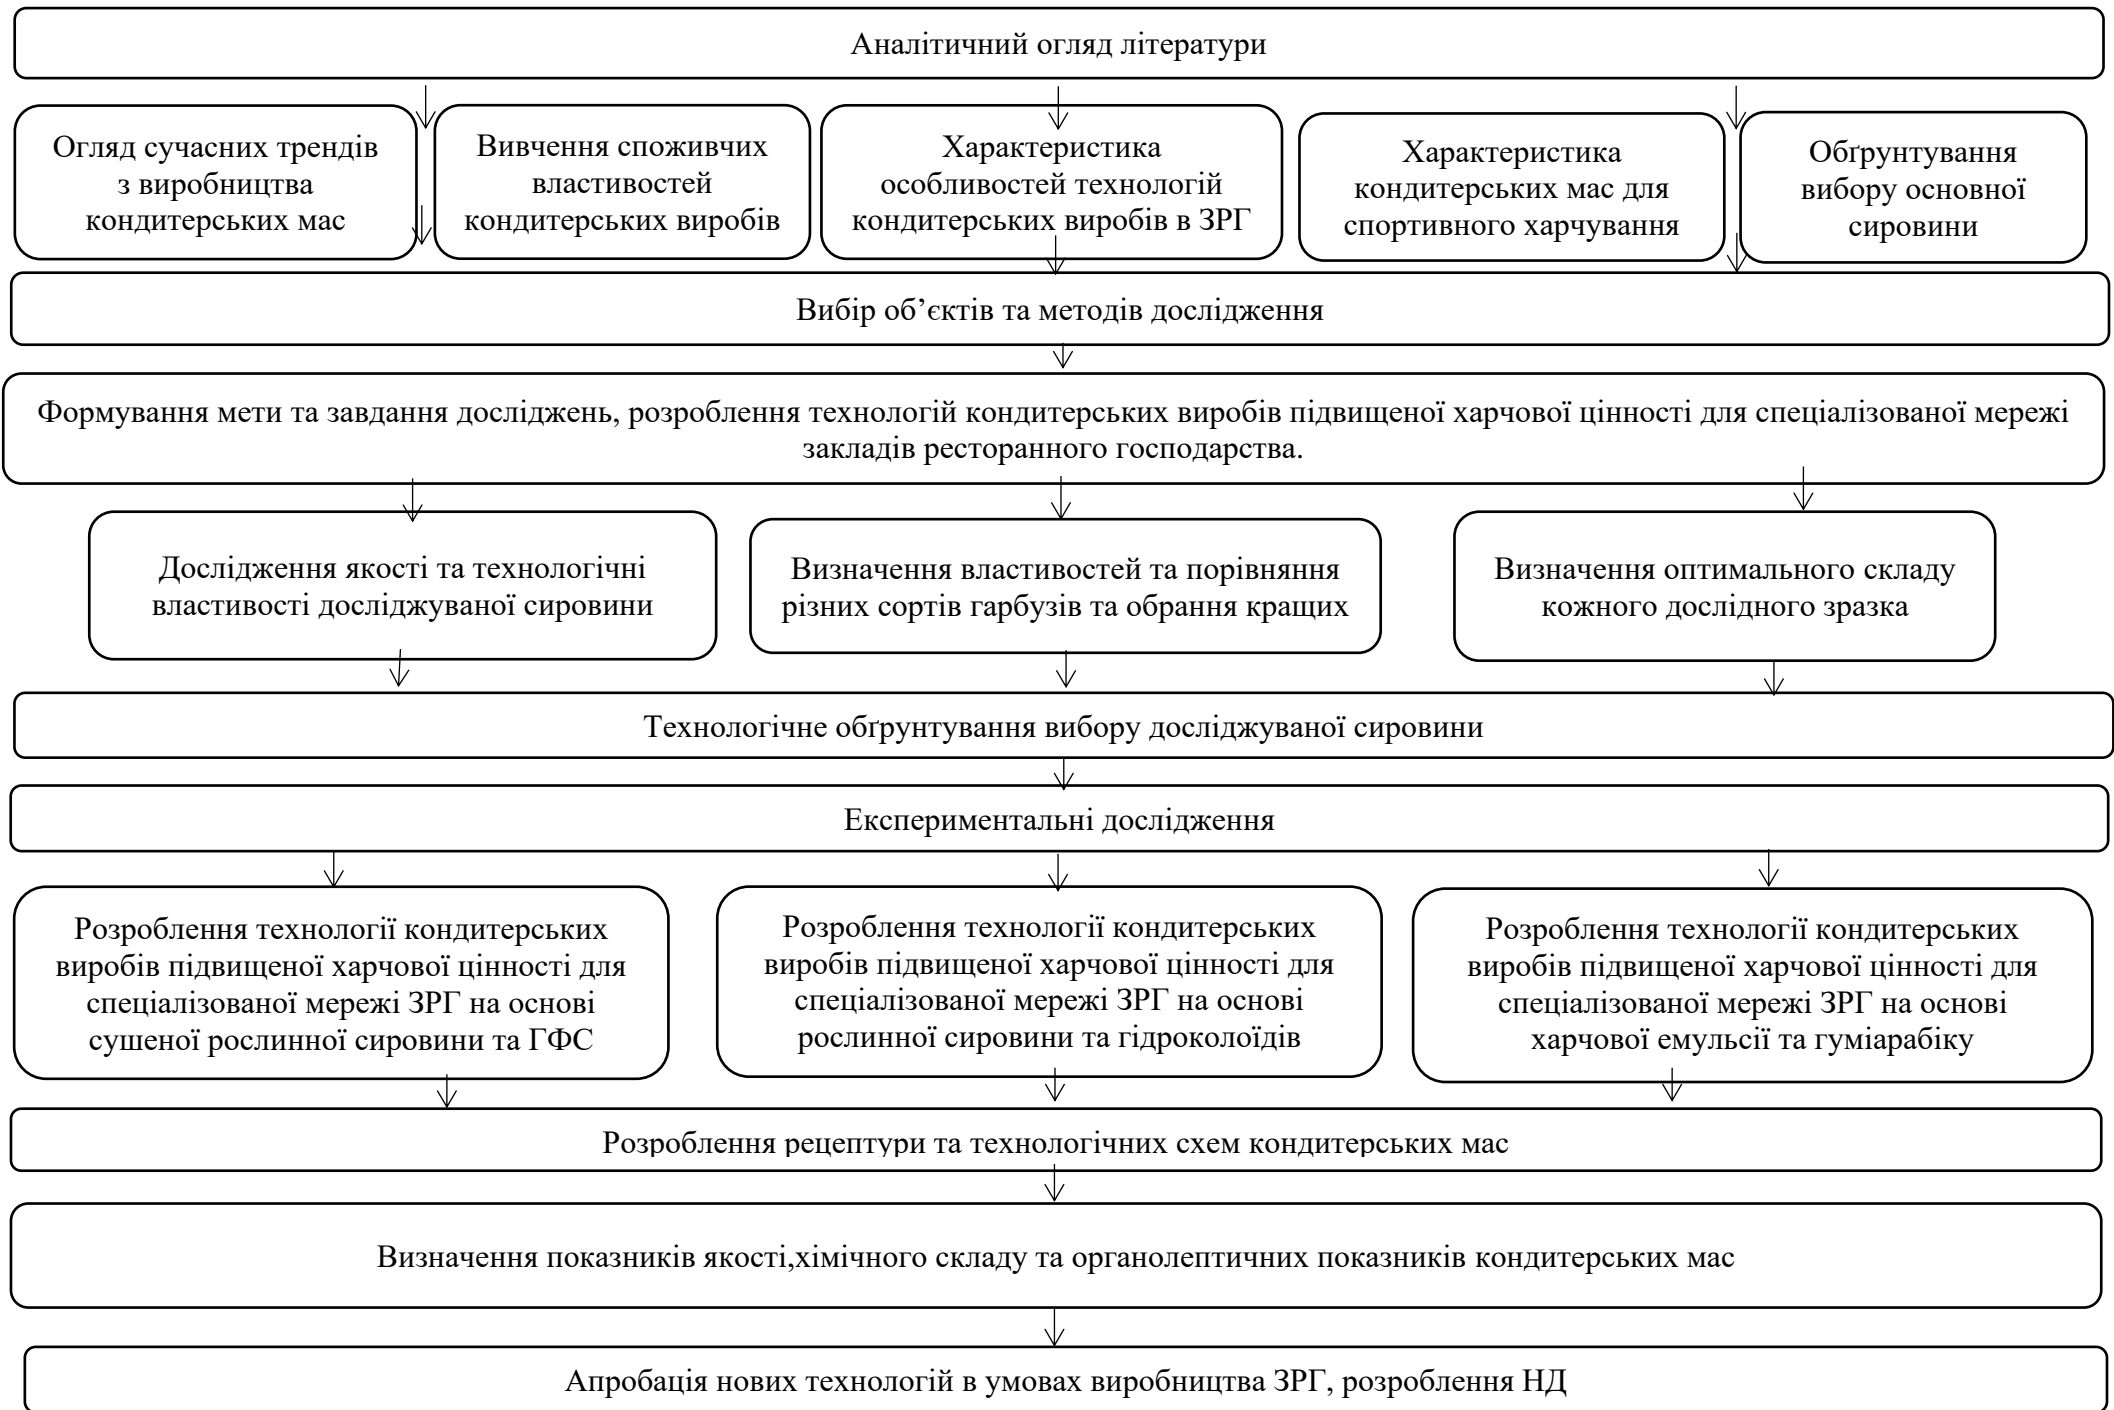 Аналітичний огляд літератури
Огляд сучасних трендів
з виробництва
кондитерських мас
Вивчення споживчих
властивостей
кондитерських виробів
Характеристика
особливостей технологій
кондитерських виробів в ЗРГ
Характеристика
кондитерських мас для
спортивного харчування
Обґрунтування
вибору основної
сировини
Вибір об’єктів та методів дослідження
Формування мети та завдання досліджень, розроблення технологій кондитерських виробів підвищеної харчової цінності для спеціалізованої мережі
закладів ресторанного господарства.
Дослідження якості та технологічні
властивості досліджуваної сировини
Визначення властивостей та порівняння
різних сортів гарбузів та обрання кращих
Визначення оптимального складу
кожного дослідного зразка
Технологічне обґрунтування вибору досліджуваної сировини
Експериментальні дослідження
Розроблення технології кондитерських
виробів підвищеної харчової цінності для
спеціалізованої мережі ЗРГ на основі
сушеної рослинної сировини та ГФС
Розроблення технології кондитерських
виробів підвищеної харчової цінності для
спеціалізованої мережі ЗРГ на основі
рослинної сировини та гідроколоїдів
Розроблення технології кондитерських
виробів підвищеної харчової цінності для
спеціалізованої мережі ЗРГ на основі
харчової емульсії та гуміарабіку
Розроблення рецептури та технологічних схем кондитерських мас
Визначення показників якості,хімічного складу та органолептичних показників кондитерських мас
Апробація нових технологій в умовах виробництва ЗРГ, розроблення НД